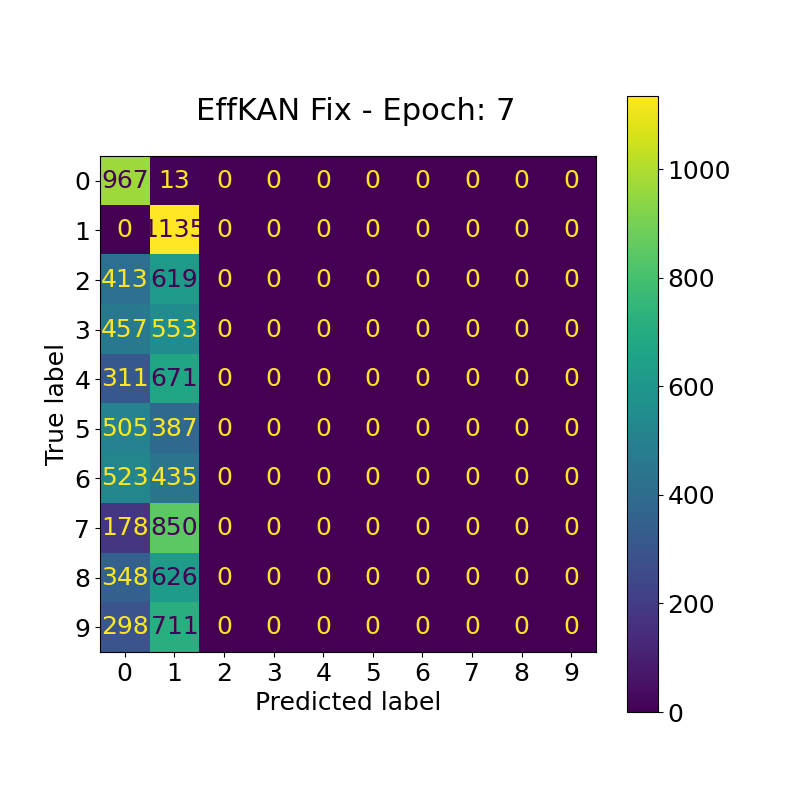 EffKAN Fix - Epoch: 7
0 967 13 0 0 0 0 0 0 0 0
1 0 1135 0 0 0 0 0 0 0 0
2 413 619 0 0 0 0 0 0 0 0
3 457 553 0 0 0 0 0 0 0 0
4 311 671 0 0 0 0 0 0 0 0
5 505 387 0 0 0 0 0 0 0 0
6 523 435 0 0 0 0 0 0 0 0
7 178 850 0 0 0 0 0 0 0 0
8 348 626 0 0 0 0 0 0 0 0
9 298 711 0 0 0 0 0 0 0 0
0 1 2 3 4 5 6 7 8 9
Predicted label
True label
1000
800
600
400
200
0